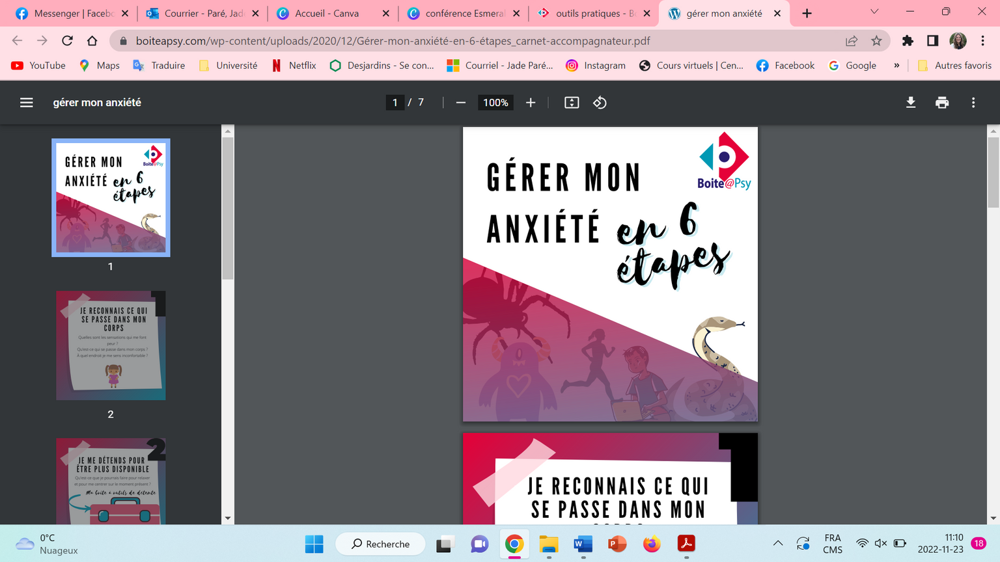 Messenger | Faceb
Courrier - Paré, Jad
Accueil - Canva
conférence Esmeral
outils pratiques - B
gérer mon anxiété
boiteapsy.com/wp-content/uploads/2020/12/Gérer-mon-anxiété-en-6-étapes_carnet-accompagnateur.pdf
YouTube
Maps
Traduire
Université
Netflix
Desjardins - Se con...
Courriel - Jade Paré...
Instagram
Cours virtuels | Cen...
Facebook
Google
»
Autres favoris
gérer mon anxiété
1 / 7
100%
GÉRER MON
ANXIÉTÉ en 6
étapes
Boite@Psy
1
1
JE RECONNAIS CE QUI
SE PASSE DANS MON
CORPS
Quelles sont les sensations qui me font
peur ?
Qu'est-ce qui se passe dans mon corps ?
À quel endroit je me sens inconfortable ?
2
2
JE ME DÉTENDS POUR
ÊTRE PLUS DISPONIBLE
Qu'est-ce que je pourrais faire pour relaxer
et pour me centrer sur le moment présent ?
Ma boîte à outils de détente
GÉRER MON
ANXIÉTÉ en 6
étapes
Boite@Psy
1
JE RECONNAIS CE QUI
SE PASSE DANS MON
CORPS
0°C
Nuageux
Recherche
FRA
CMS
11:10
2022-11-23
18